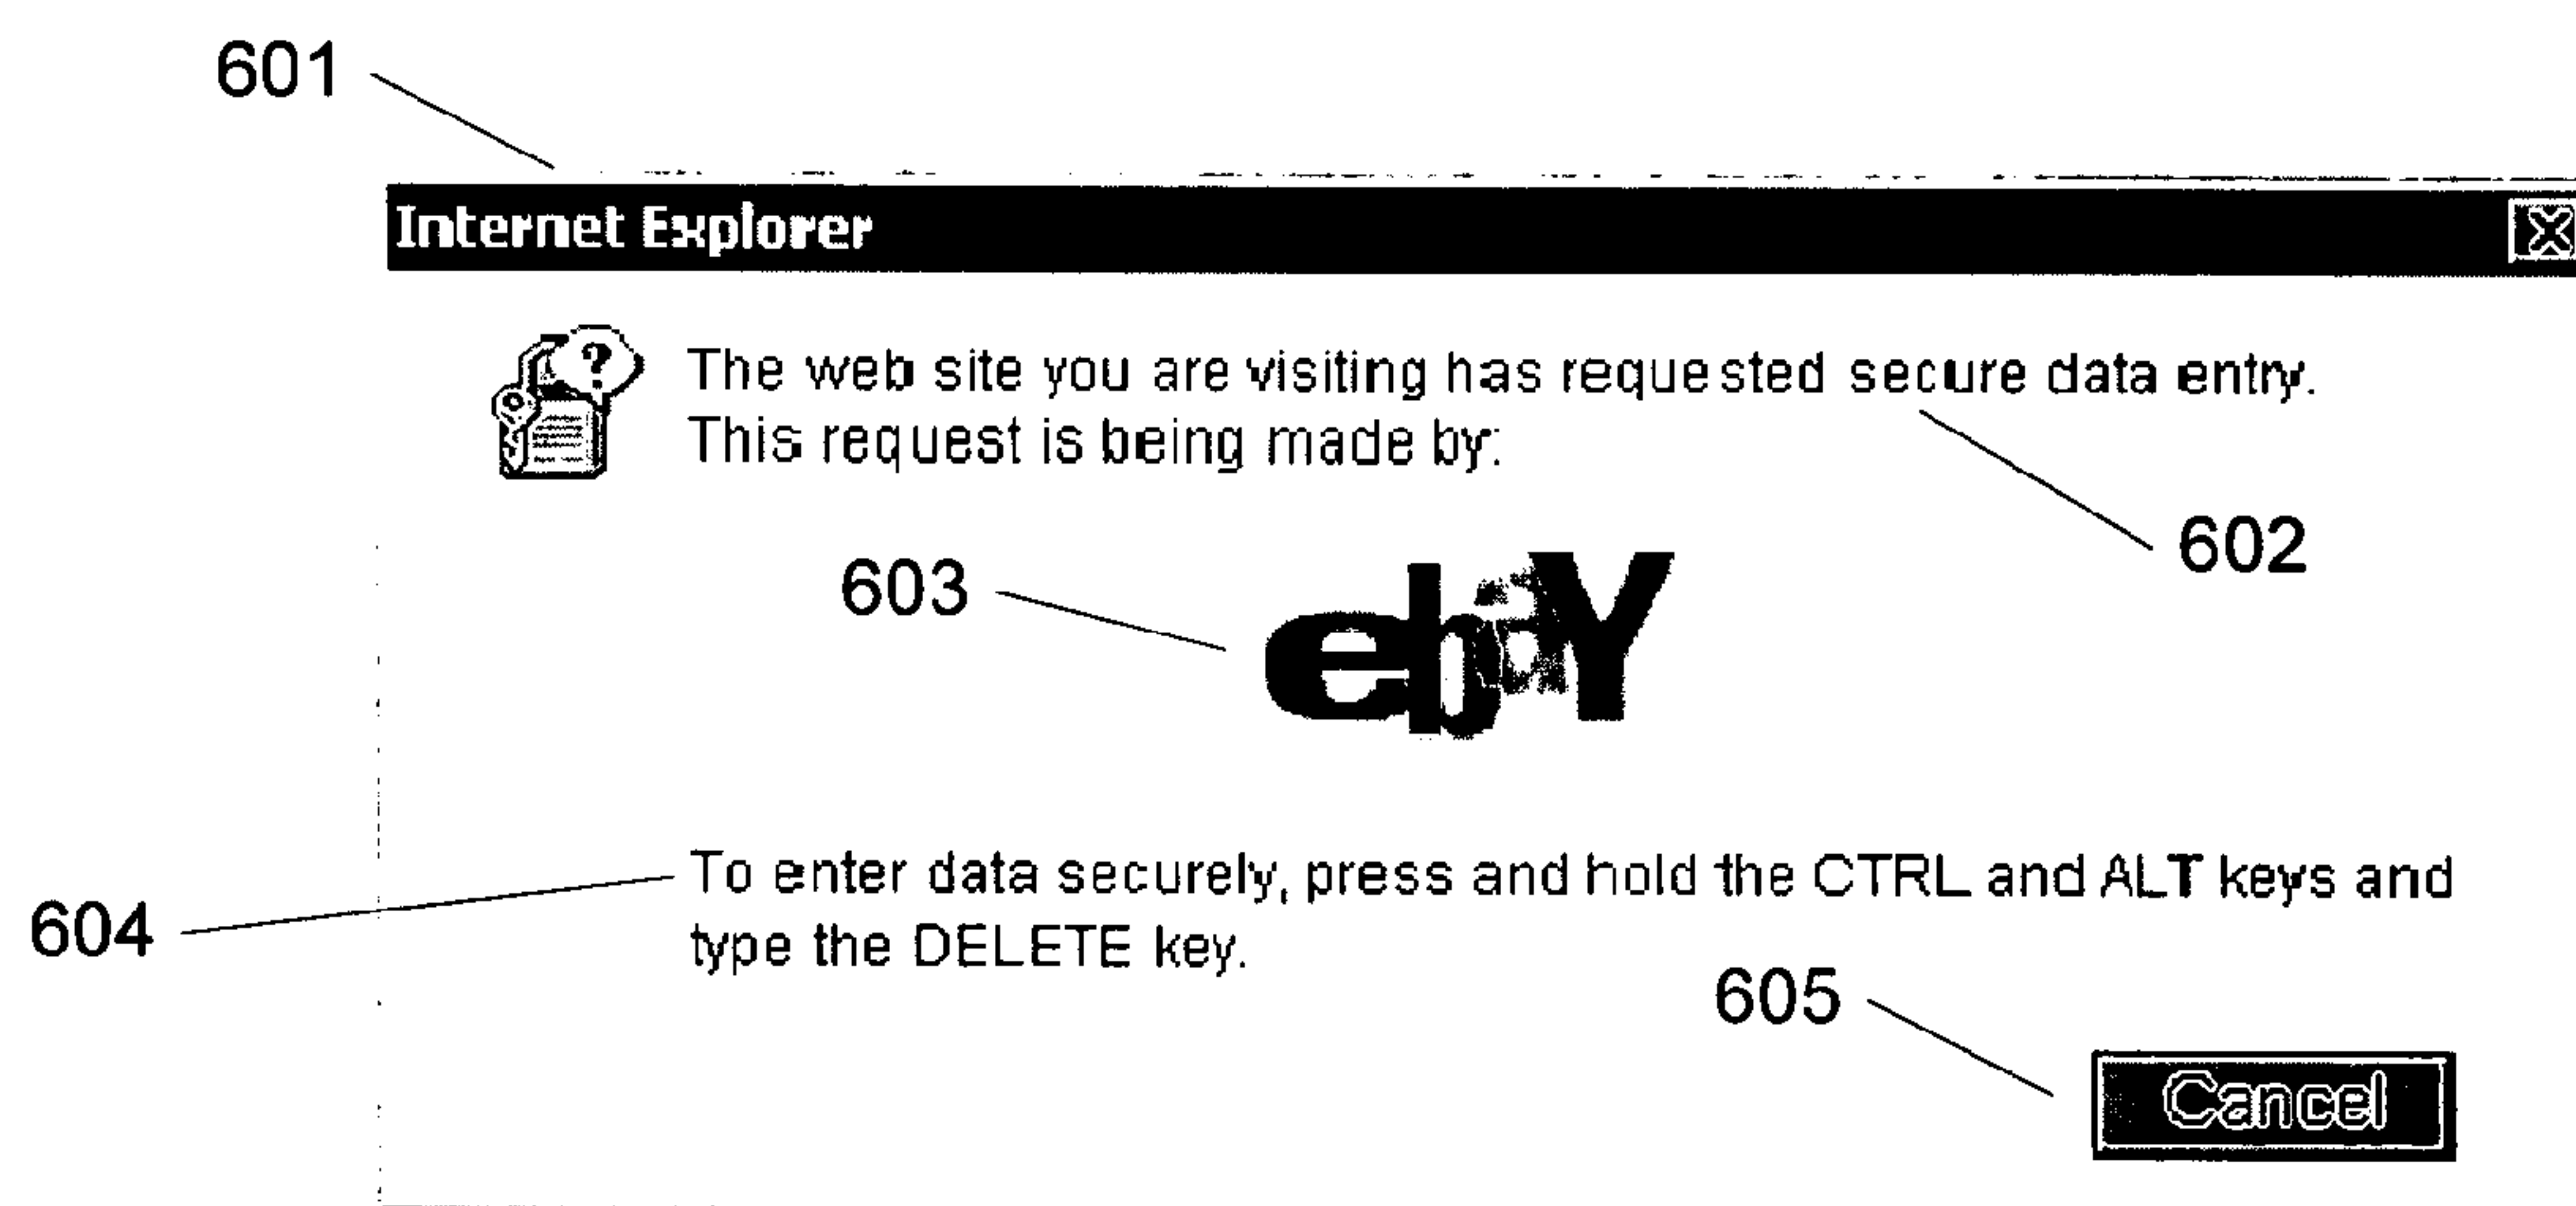 601
Internet Explorer
The web site you are visiting has requested secure data entry.
This request is being made by:
602
603
ebaY
To enter data securely, press and hold the CTRL and ALT keys and
604
type the DELETE key.
605
Cancel